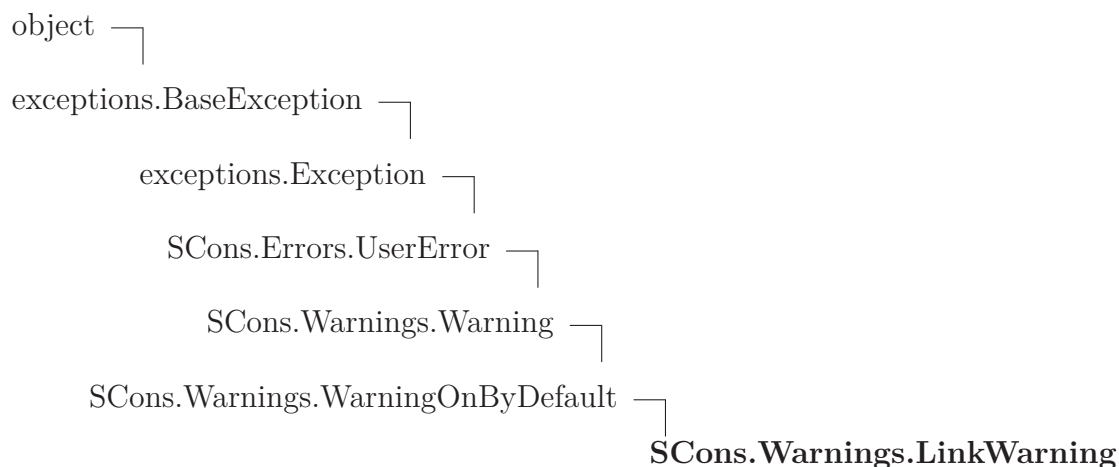 object
exceptions.BaseException
exceptions.Exception
SCons.Errors.UserError
SCons.Warnings.Warning
SCons.Warnings.WarningOnByDefault
SCons.Warnings.LinkWarning